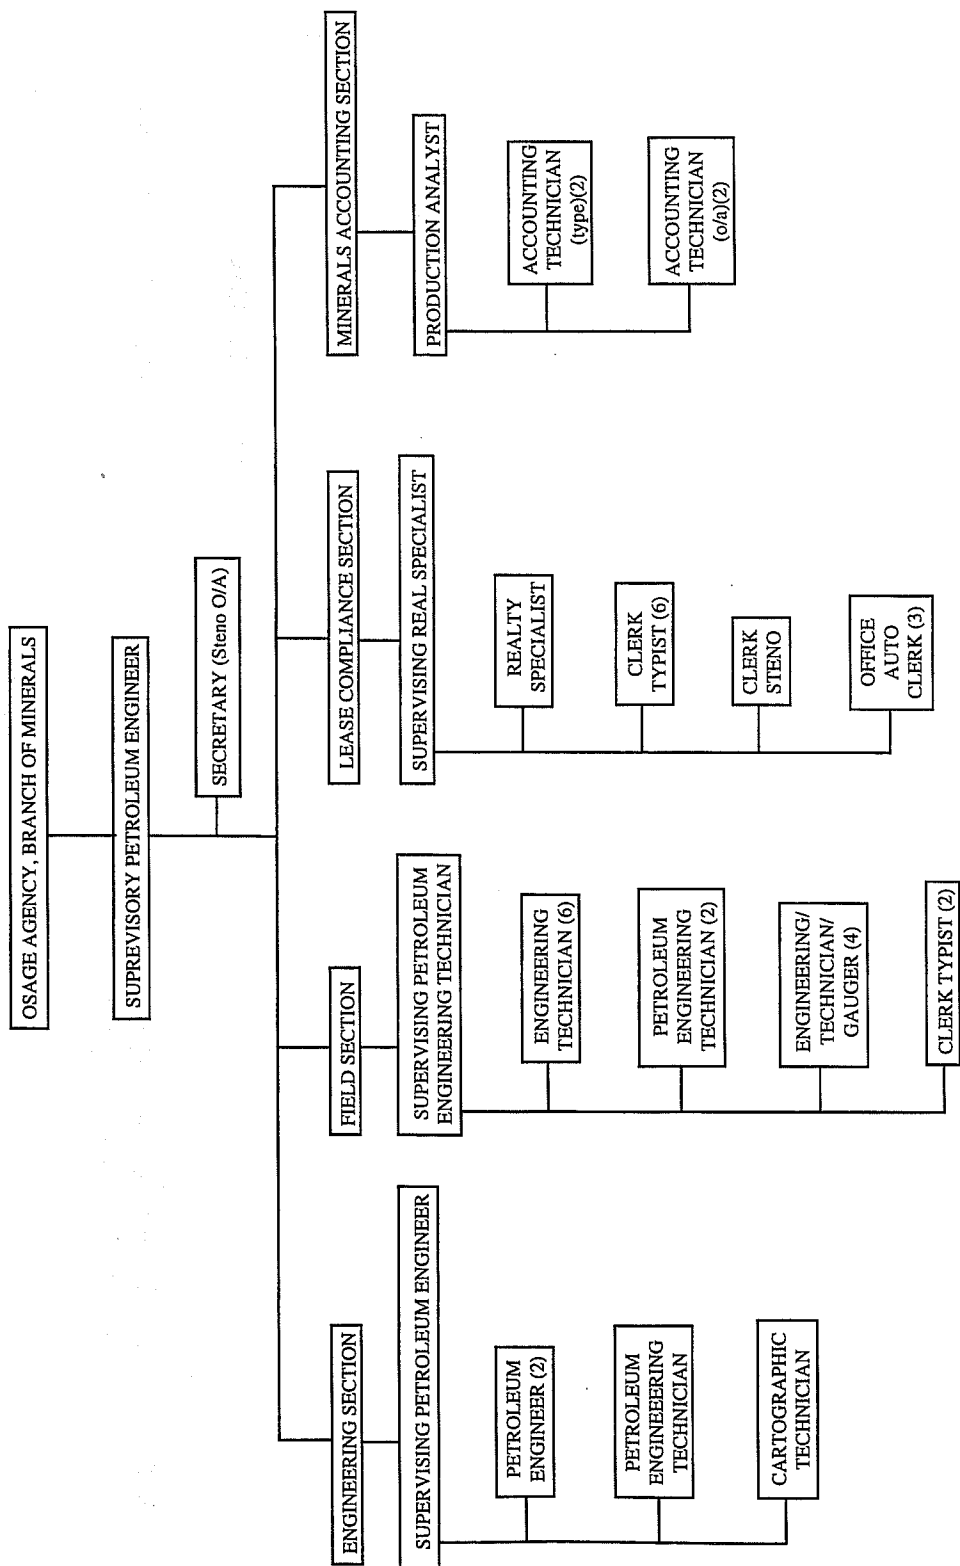 OSAGE AGENCY, BRANCH OF MINERALS
SUPREVISORY PETROLEUM ENGINEER
SECRETARY (Steno O/A)
ENGINEERING SECTION
SUPERVISING PETROLEUM ENGINEER
PETROLEUM
ENGINEER (2)
PETROLEUM
ENGINEEERING
TECHNICIAN
CARTOGRAPHIC
TECHNICIAN
FIELD SECTION
SUPERVISING PETROLEUM
ENGINEERING TECHNICIAN
ENGINEERING
TECHNICIAN (6)
PETROLEUM
ENGINEERING
TECHNICIAN (2)
ENGINEERING/
TECHNICIAN/
GAUGER (4)
CLERK TYPIST (2)
LEASE COMPLIANCE SECTION
SUPERVISING REAL SPECIALIST
REALTY
SPECIALIST
CLERK
TYPIST (6)
CLERK
STENO
OFFICE
AUTO
CLERK (3)
MINERALS ACCOUNTING SECTION
PRODUCTION ANALYST
ACCOUNTING
TECHNICIAN
(type)(2)
ACCOUNTING
TECHNICIAN
(o/a)(2)